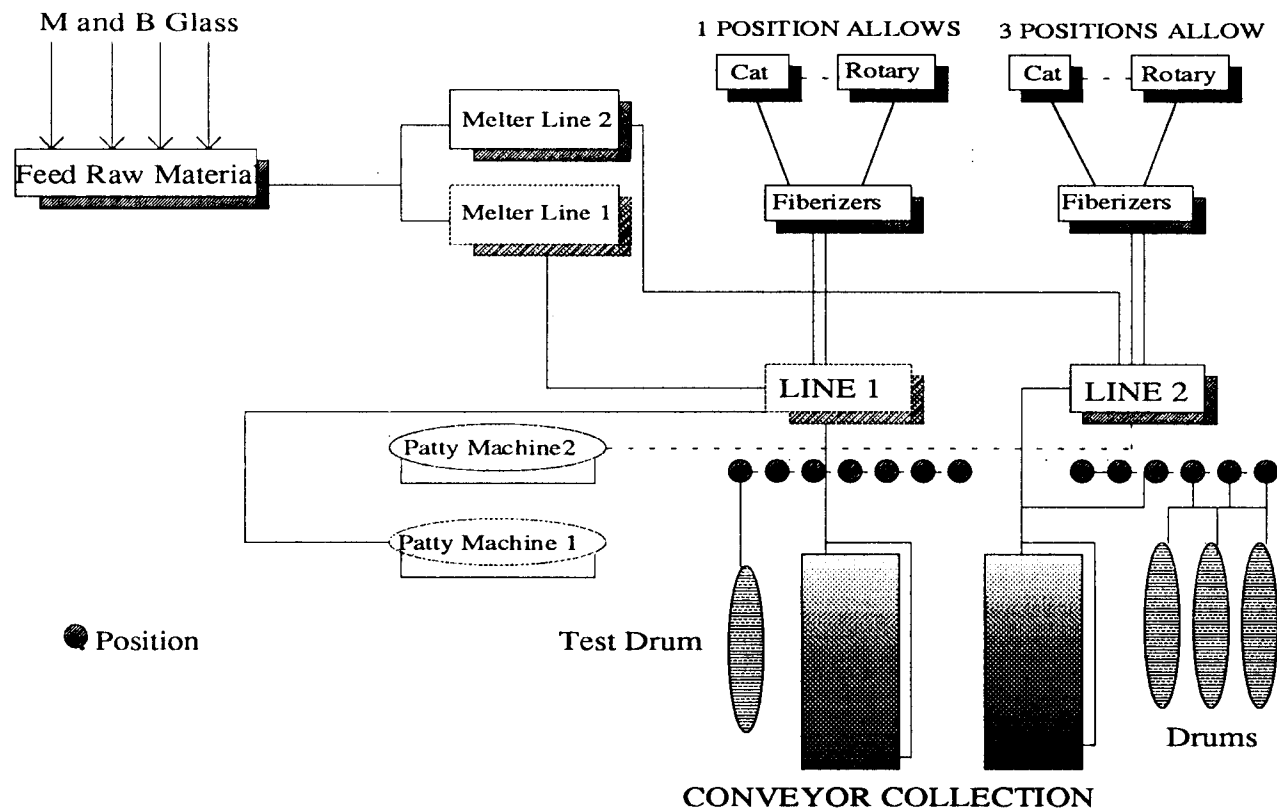 M and B Glass
1 POSITION ALLOWS
3 POSITIONS ALLOW
Cat
Rotary
Cat
Rotary
Melter Line 2
Feed Raw Material
Melter Line 1
Fiberizers
Fiberizers
LINE 1
LINE 2
Patty Machine2
Patty Machine 1
Position
Test Drum
Drums
CONVEYOR COLLECTION